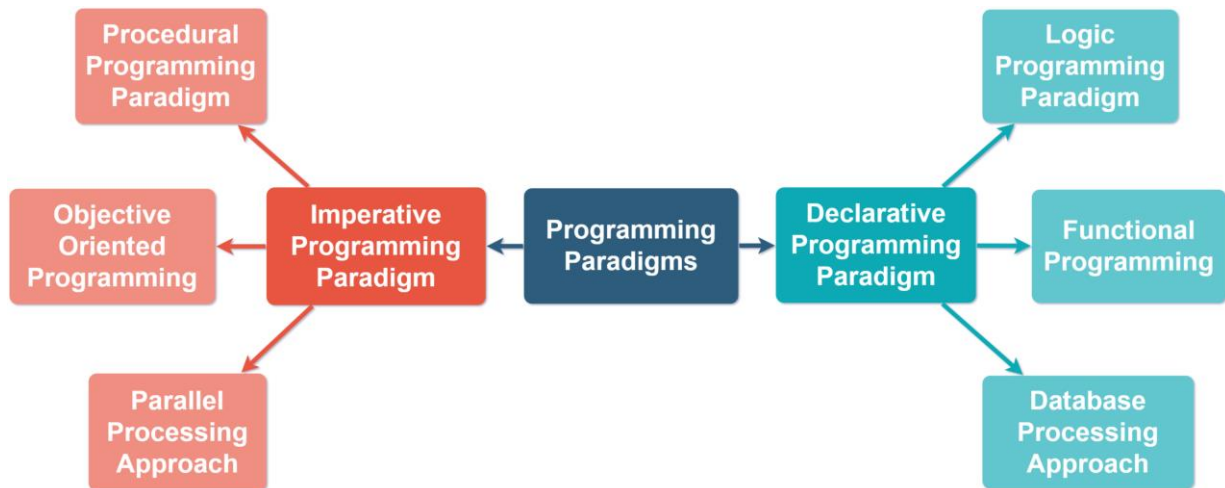 Procedural
Programming
Paradigm
Logic
Programming
Paradigm
Objective
Oriented
Programming
Imperative
Programming
Paradigm
Programming
Paradigms
Declarative
Programming
Paradigm
Functional
Programming
Parallel
Processing
Approach
Database
Processing
Approach